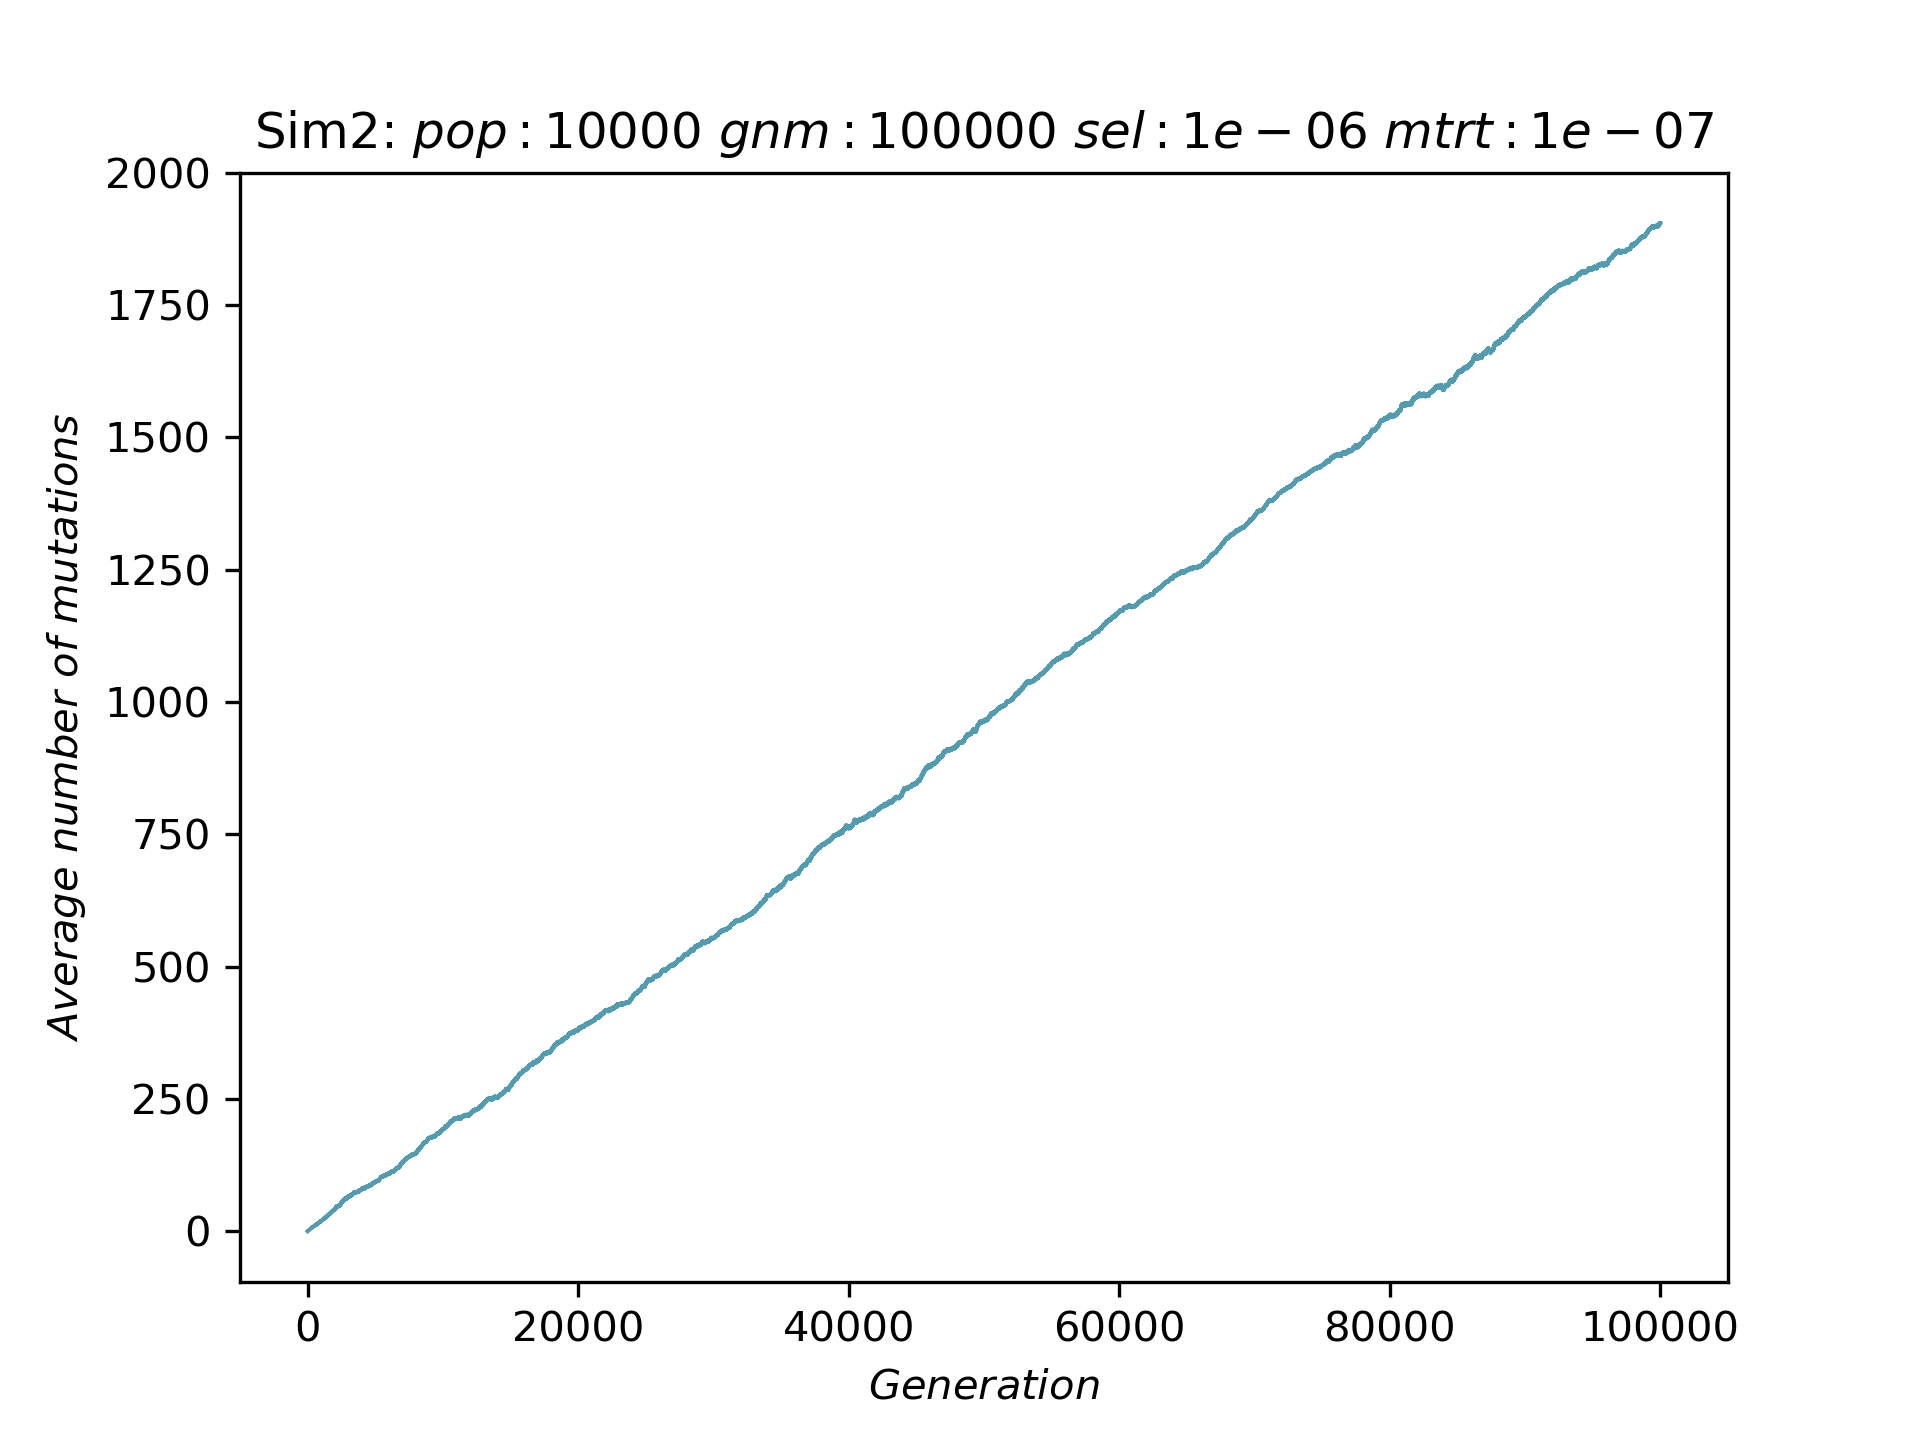 Sim2: pop : 10000 gnm : 100000 sel : 1e − 06 mtrt : 1e − 07
2000
1750
1500
1250
1000
750
500
250
0
Average number of mutations
0 20000 40000 60000 80000 100000
Generation